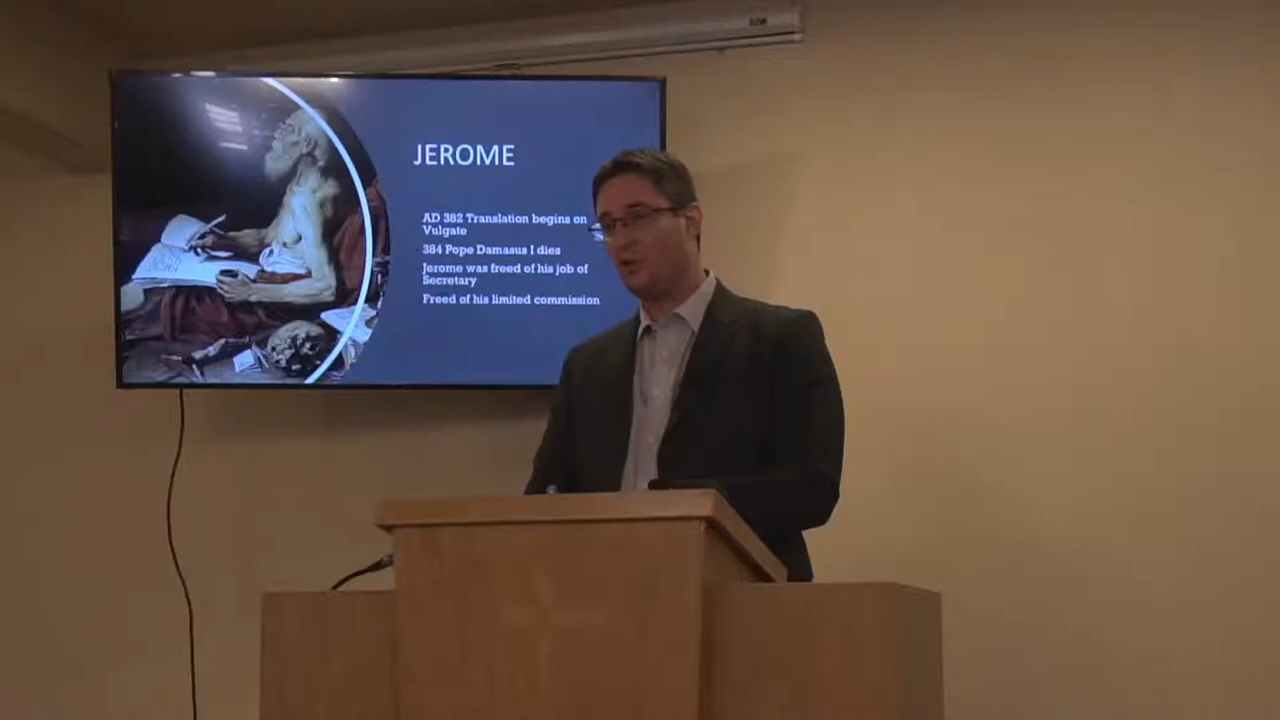 JEROME
AD 382 Translation begins on
Vulgate
384 Pope Damasus I dies
Jerome was freed of his job of
Secretary
Freed of his limited commission